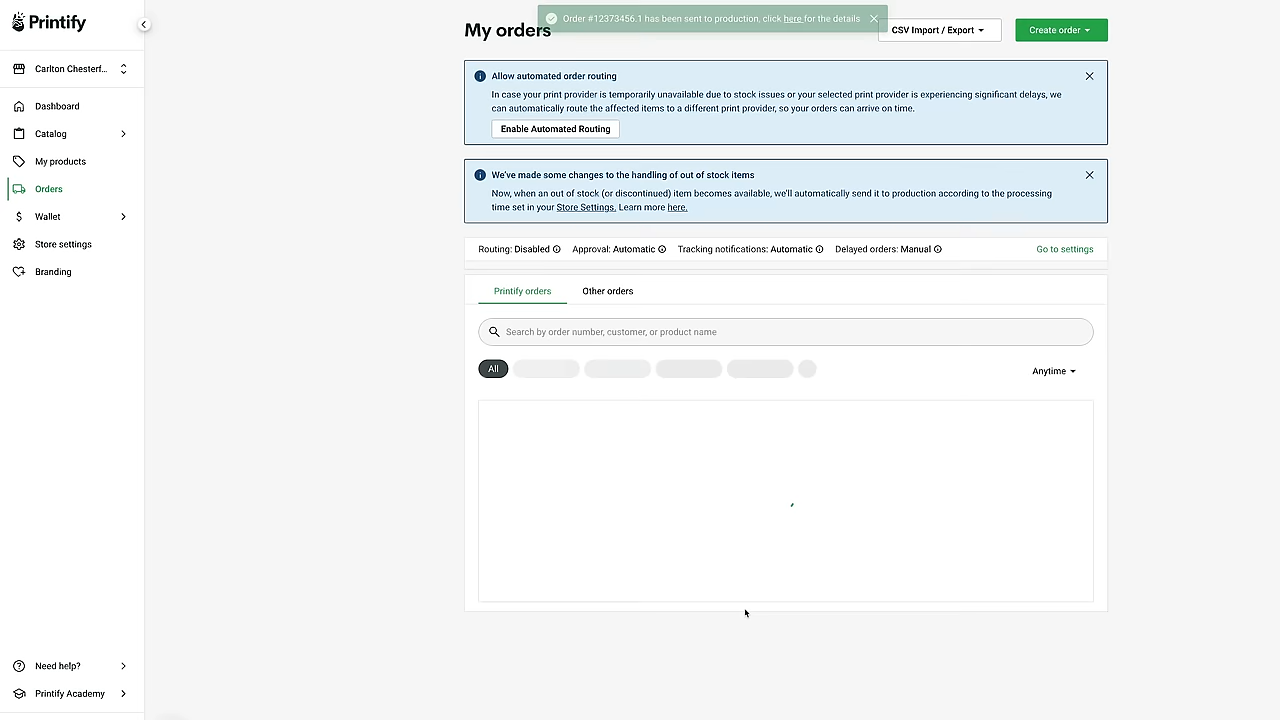 Printify
Carlton Chesterf...
Dashboard
Catalog
My products
Orders
Wallet
Store settings
Branding
Need help?
Printify Academy
Order #12373456.1 has been sent to production, click here for the details
My orders
CSV Import / Export
Create order
Allow automated order routing
In case your print provider is temporarily unavailable due to stock issues or your selected print provider is experiencing significant delays, we
can automatically route the affected items to a different print provider, so your orders can arrive on time.
Enable Automated Routing
We've made some changes to the handling of out of stock items
Now, when an out of stock (or discontinued) item becomes available, we'll automatically send it to production according to the processing
time set in your Store Settings. Learn more here.
Routing: Disabled Approval: Automatic Tracking notifications: Automatic Delayed orders: Manual Go to settings
Printify orders Other orders
Search by order number, customer, or product name
All Anytime